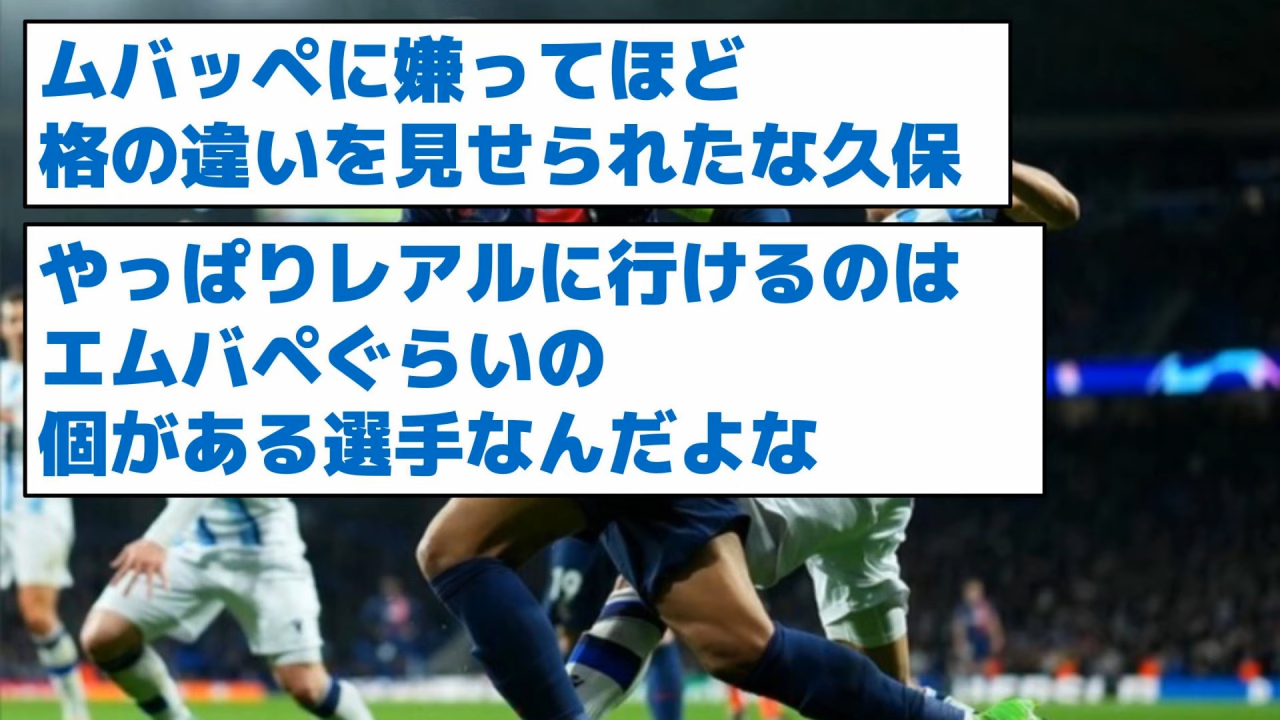 ムバッペに嫌ってほど
格の違いを見せられたな久保
やっぱりレアルに行けるのは
エムバペぐらいの
個がある選手なんだよな
19